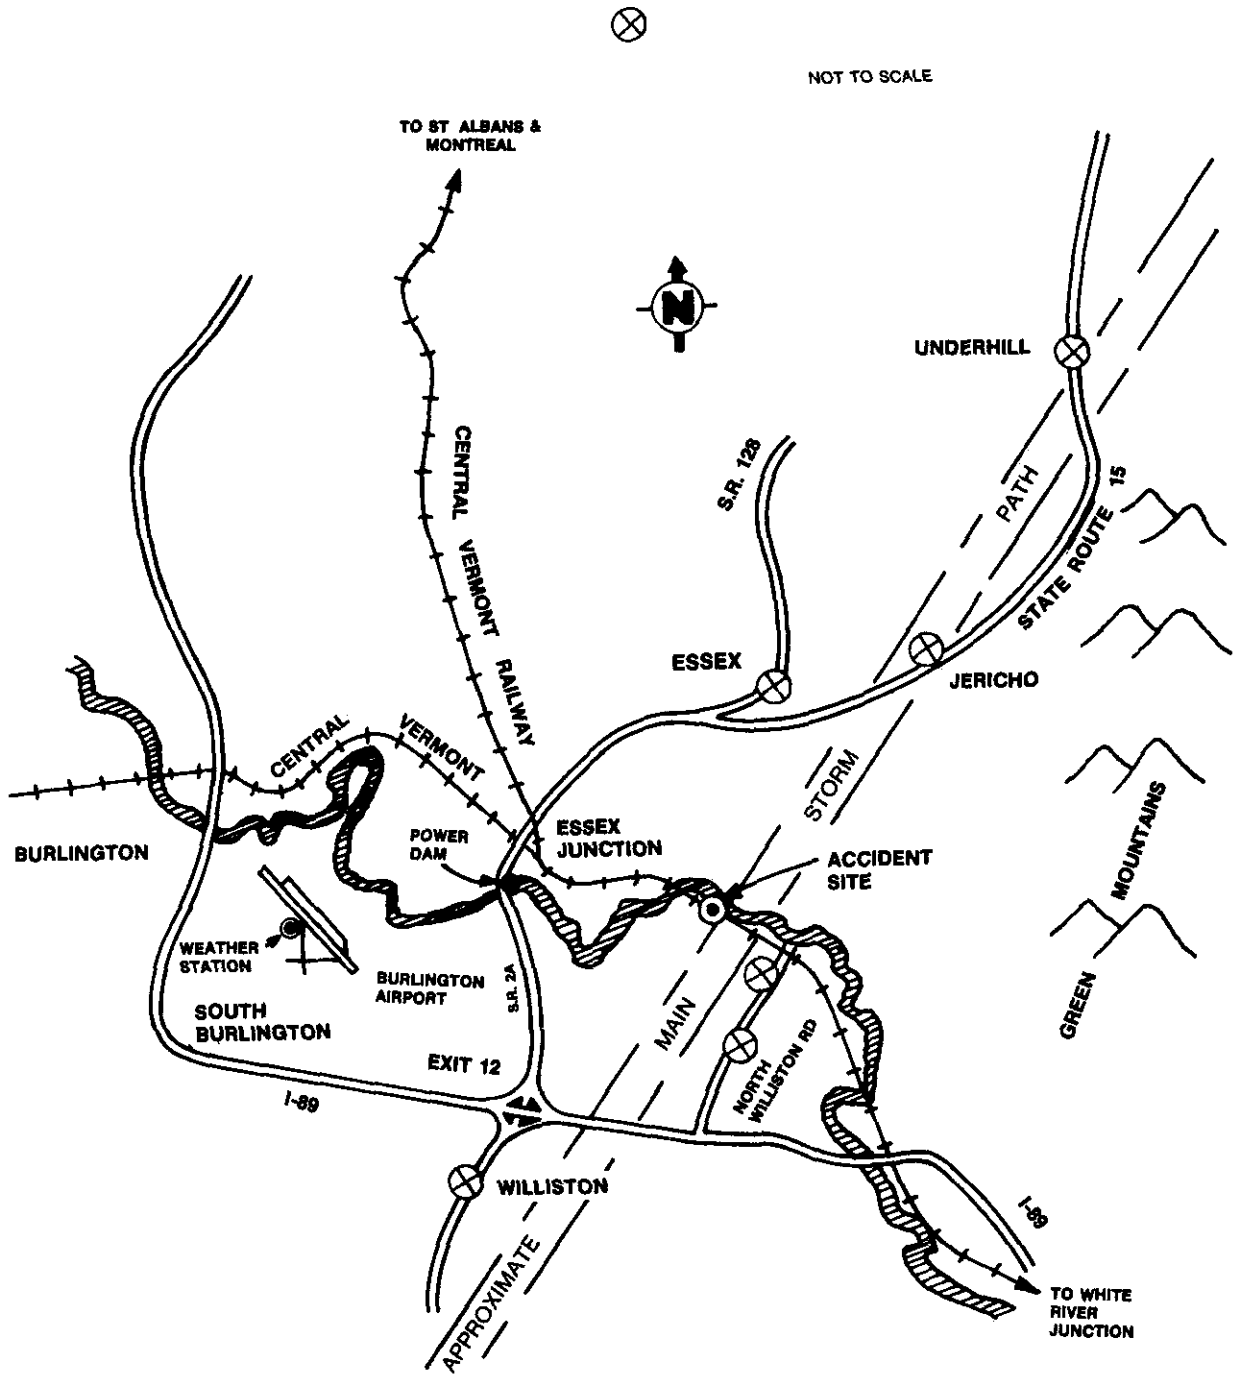 NOT TO SCALE
TO ST ALBANS &
MONTREAL
N
UNDERHILL
CENTRAL VERMONT RAILWAY
S.R. 128
PATH
STATE ROUTE 15
ESSEX
JERICHO
CENTRAL VERMONT
STORM
BURLINGTON
POWER
DAM
ESSEX
JUNCTION
ACCIDENT
SITE
GREEN MOUNTAINS
WEATHER
STATION
BURLINGTON
AIRPORT
S.R. 2A
SOUTH
BURLINGTON
MAIN
EXIT 12
NORTH
WILLISTON RD
I-89
WILLISTON
I-89
APPROXIMATE
TO WHITE
RIVER
JUNCTION